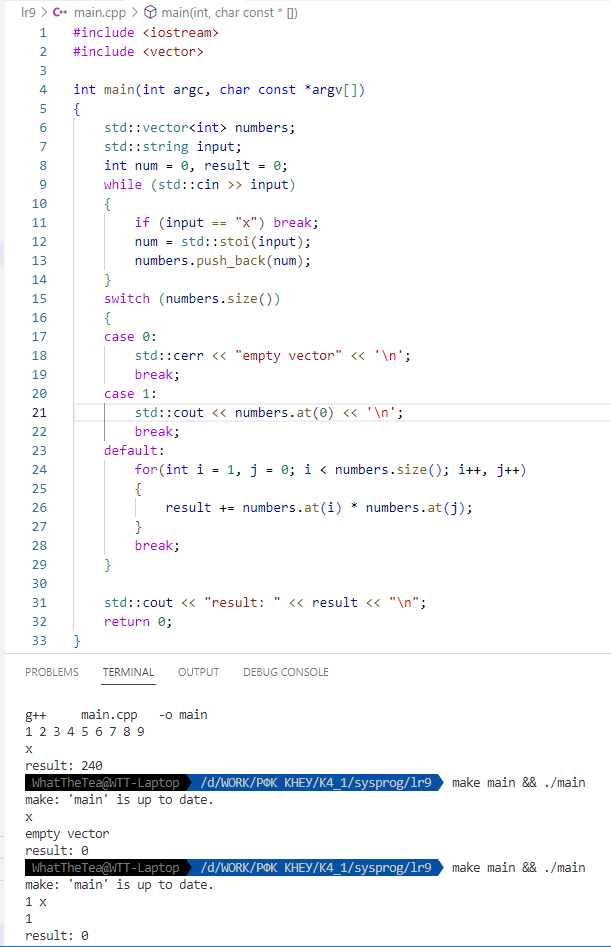 lr9 > C++ main.cpp > main(int, char const * [])
1 #include <iostream>
2 #include <vector>
3
4 int main(int argc, char const *argv[])
5 {
6     std::vector<int> numbers;
7     std::string input;
8     int num = 0, result = 0;
9     while (std::cin >> input)
10     {
11         if (input == "x") break;
12         num = std::stoi(input);
13         numbers.push_back(num);
14     }
15     switch (numbers.size())
16     {
17     case 0:
18         std::cerr << "empty vector" << '\n';
19         break;
20     case 1:
21         std::cout << numbers.at(0) << '\n';
22         break;
23     default:
24         for(int i = 1, j = 0; i < numbers.size(); i++, j++)
25         {
26             result += numbers.at(i) * numbers.at(j);
27         }
28         break;
29     }
30
31     std::cout << "result: " << result << "\n";
32     return 0;
33 }
PROBLEMS TERMINAL OUTPUT DEBUG CONSOLE
g++     main.cpp   -o main
1 2 3 4 5 6 7 8 9
x
result: 240
WhatTheTea@WTT-Laptop /d/WORK/РФК КНЕУ/К4_1/sysprog/lr9 make main && ./main
make: 'main' is up to date.
x
empty vector
result: 0
WhatTheTea@WTT-Laptop /d/WORK/РФК КНЕУ/К4_1/sysprog/lr9 make main && ./main
make: 'main' is up to date.
1 x
1
result: 0